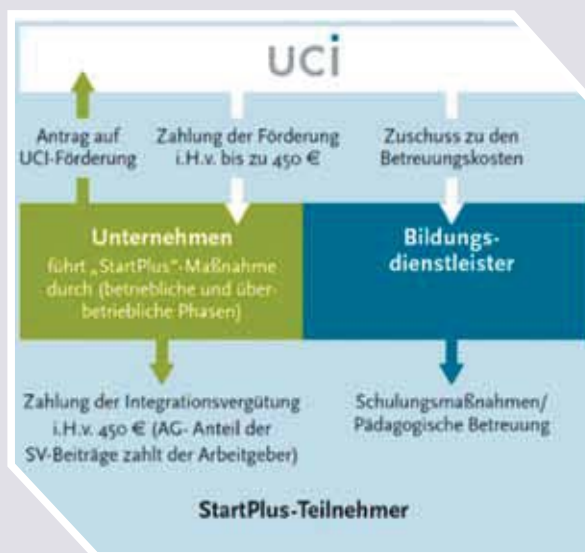 uci
Antrag auf
UCI-Förderung
Zahlung der Förderung
i.H.v. bis zu 450 €
Zuschuss zu den
Betreuungskosten
Unternehmen
führt „StartPlus"-Maßnahme
durch (betriebliche und über-
betriebliche Phasen)
Bildungs-
dienstleister
Zahlung der Integrationsvergütung
i.H.v. 450 € (AG- Anteil der
SV-Beiträge zahlt der Arbeitgeber)
Schulungsmaßnahmen/
Pädagogische Betreuung
StartPlus-Teilnehmer